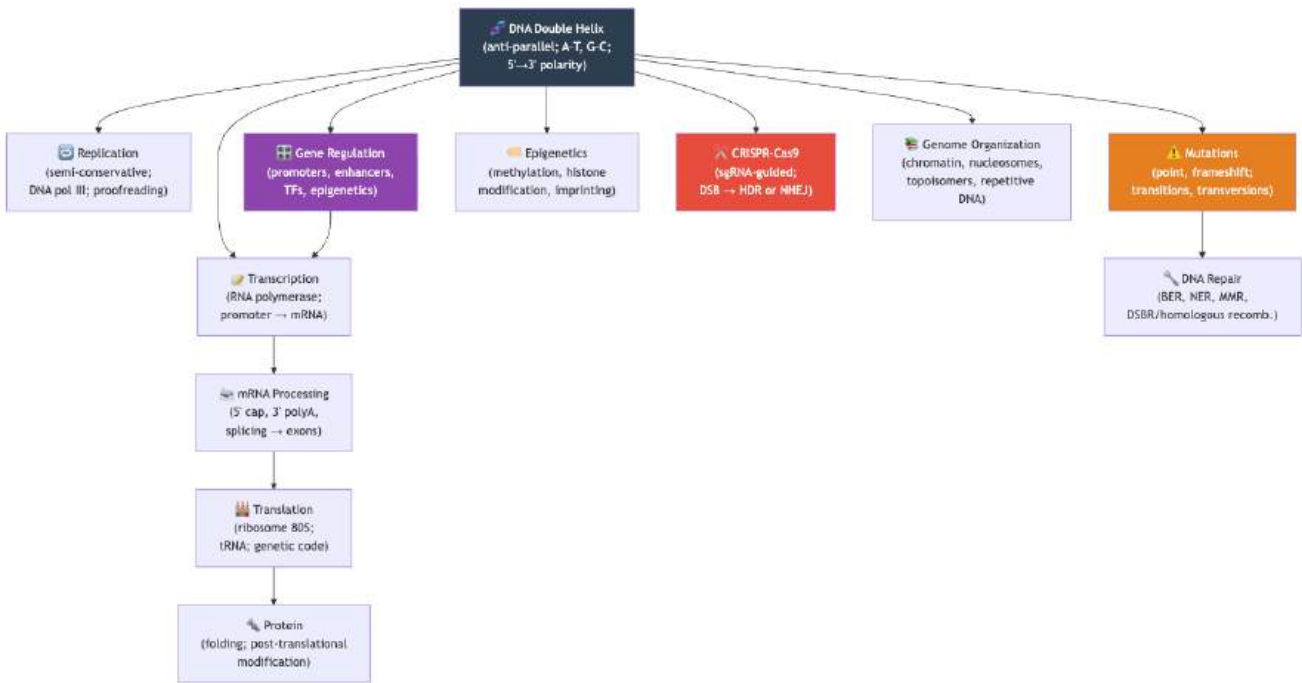 DNA Double Helix
(anti-parallel; A-T, G-C;
5'→3' polarity)
Replication
(semi-conservative;
DNA pol III; proofreading)
Gene Regulation
(promoters, enhancers,
TFs, epigenetics)
Epigenetics
(methylation, histone
modification, imprinting)
CRISPR-Cas9
(sgRNA-guided;
DSB → HDR or NHEJ)
Genome Organization
(chromatin, nucleosomes,
topoisomers, repetitive
DNA)
Mutations
(point, frameshift;
transitions, transversions)
Transcription
(RNA polymerase;
promoter → mRNA)
DNA Repair
(BER, NER, MMR,
DSBR/homologous recomb.)
mRNA Processing
(5' cap, 3' polyA,
splicing → exons)
Translation
(ribosome 80S;
tRNA; genetic code)
Protein
(folding; post-translational
modification)